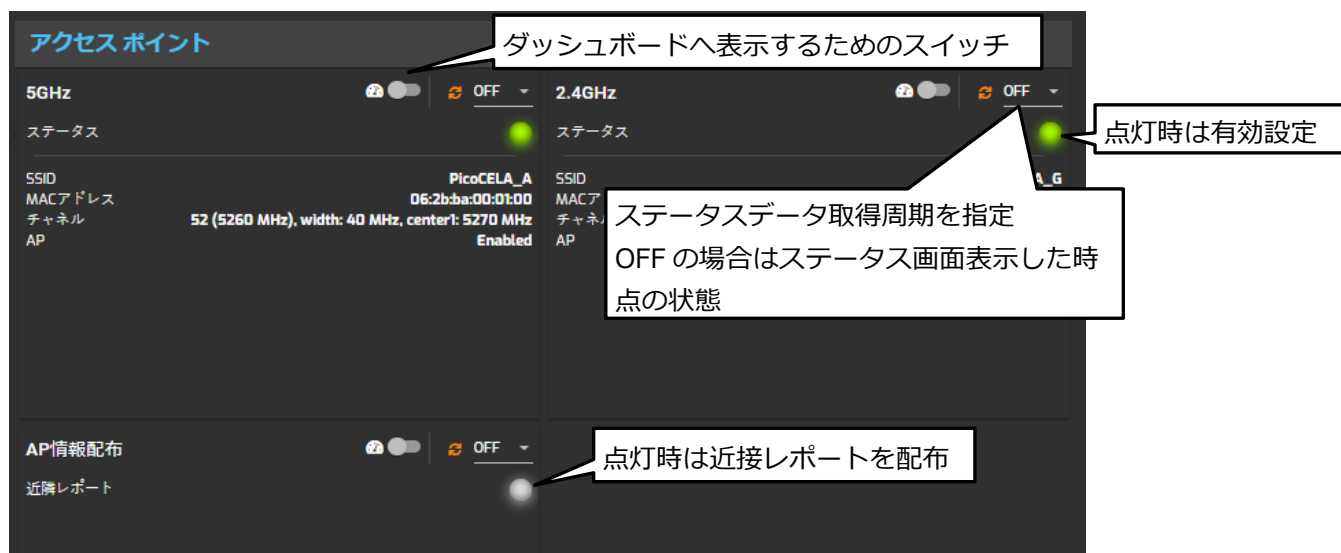 アクセス ポイント
ダッシュボードへ表示するためのスイッチ
5GHz
OFF
2.4GHz
OFF
ステータス
ステータス
点灯時は有効設定
SSID
PicoCELA_A
SSID
A_G
MACアドレス
06:2b:ba:00:01:00
MACア
チャネル
52 (5260 MHz), width: 40 MHz, center1: 5270 MHz
チャネ
AP
Enabled
AP
ステータスデータ取得周期を指定
OFF の場合はステータス画面表示した時
点の状態
AP情報配布
OFF
点灯時は近接レポートを配布
近隣レポート